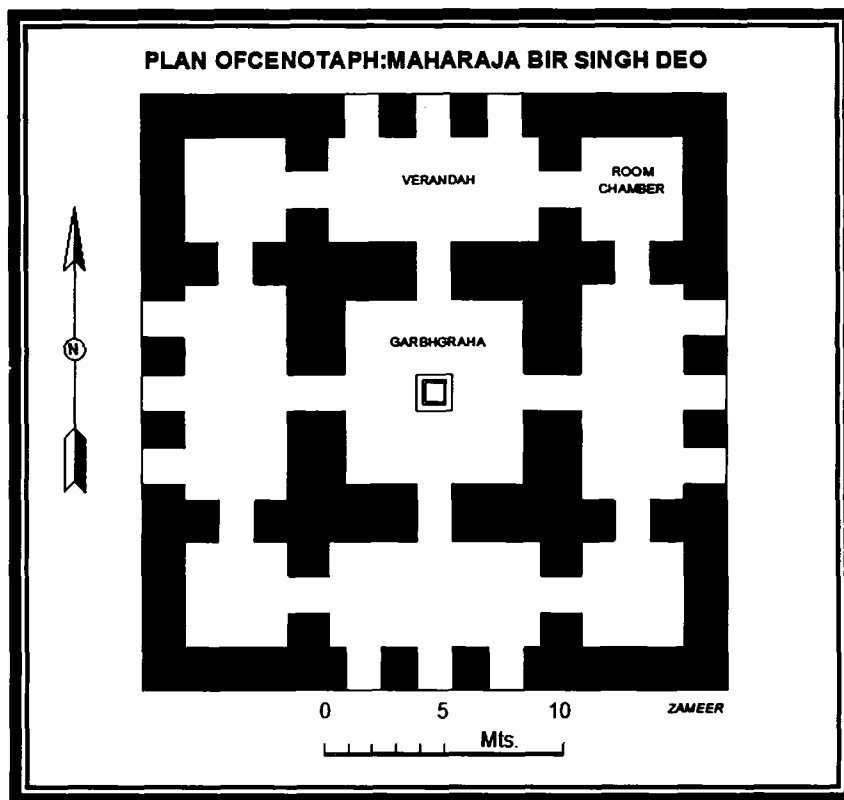 PLAN OFCENOTAPH:MAHARAJA BIR SINGH DEO
VERANDAH
ROOM
CHAMBER
N
GARBHGRAHA
0 5 10
ZAMEER
Mts.